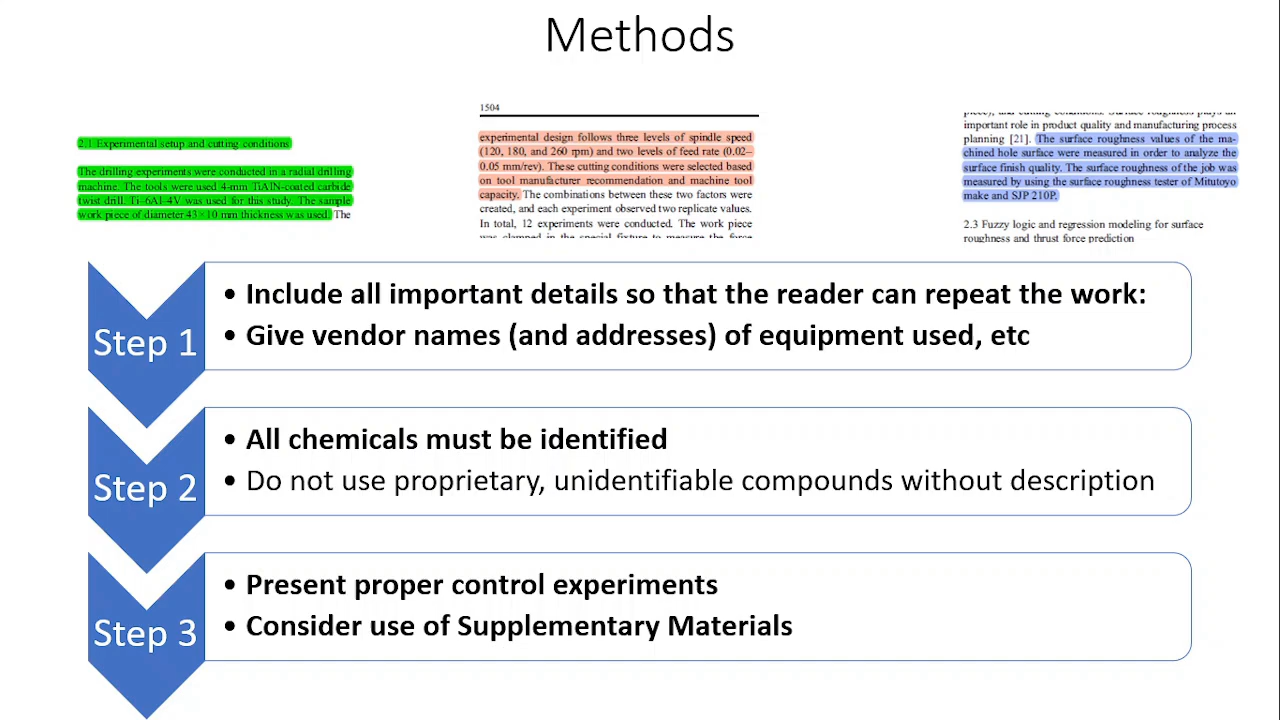 Methods
2.1 Experimental setup and cutting conditions
The drilling experiments were conducted in a radial drilling
machine. The tools were used 4-mm TiAlN-coated carbide
twist drill. Ti–6Al–4V was used for this study. The sample
work piece of diameter 43×10 mm thickness was used. The
1504
experimental design follows three levels of spindle speed
(120, 180, and 260 rpm) and two levels of feed rate (0.02–
0.05 mm/rev). These cutting conditions were selected based
on tool manufacturer recommendation and machine tool
capacity. The combinations between these two factors were
created, and each experiment observed two replicate values.
In total, 12 experiments were conducted. The work piece
was clamped in the special fixture to measure the force
important role in product quality and manufacturing process
planning [21]. The surface roughness values of the ma-
chined hole surface were measured in order to analyze the
surface finish quality. The surface roughness of the job was
measured by using the surface roughness tester of Mitutoyo
make and SJP 210P.
2.3 Fuzzy logic and regression modeling for surface
roughness and thrust force prediction
Step 1
• Include all important details so that the reader can repeat the work:
• Give vendor names (and addresses) of equipment used, etc
Step 2
• All chemicals must be identified
• Do not use proprietary, unidentifiable compounds without description
Step 3
• Present proper control experiments
• Consider use of Supplementary Materials